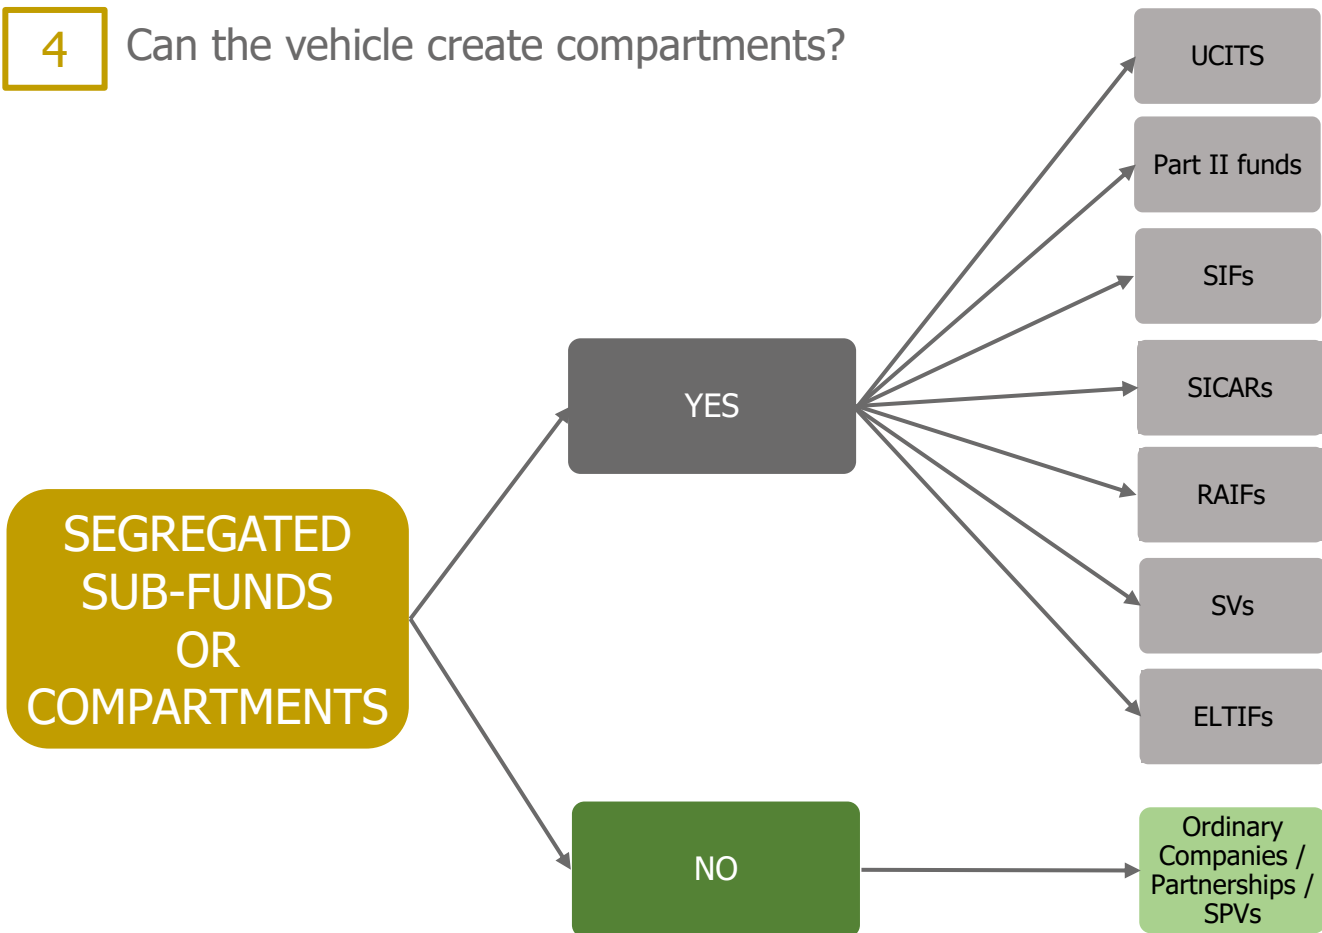 4
Can the vehicle create compartments?
SEGREGATED
SUB-FUNDS
OR
COMPARTMENTS
YES
UCITS
Part II funds
SIFs
SICARs
RAIFs
SVs
ELTIFs
NO
Ordinary
Companies /
Partnerships /
SPVs